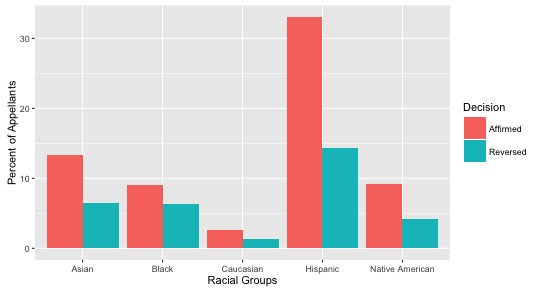 30
20
10
0
Percent of Appellants
Asian
Black
Caucasian
Hispanic
Native American
Racial Groups
Decision
Affirmed
Reversed